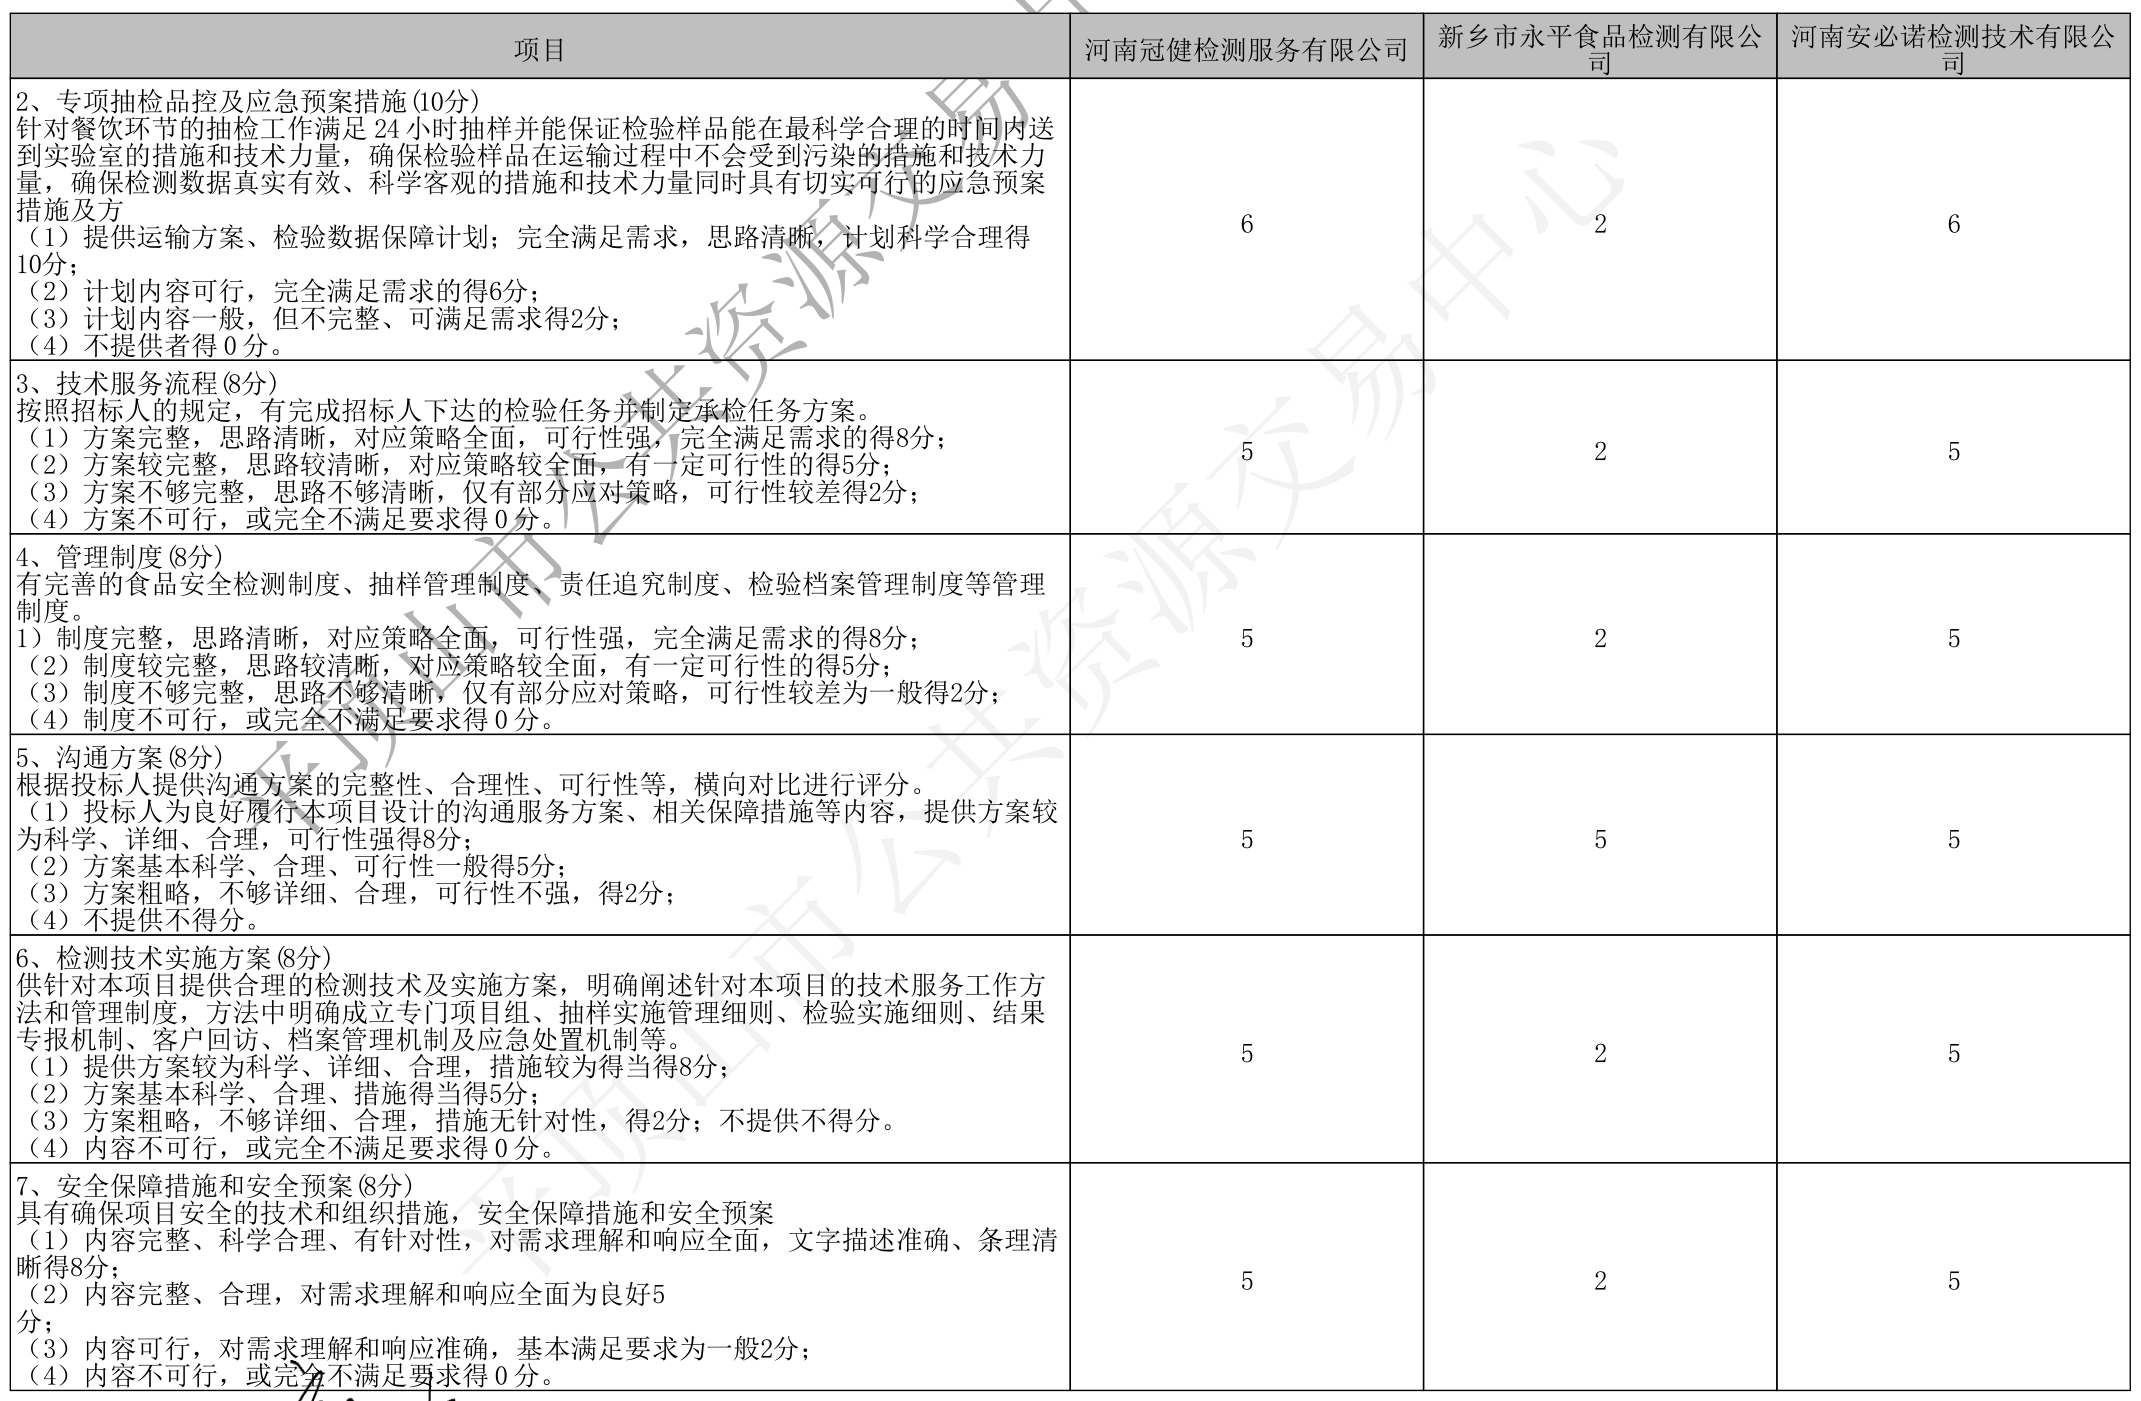 项目
河南冠健检测服务有限公司
新乡市永平食品检测有限公
司
河南安必诺检测技术有限公
司
2、专项抽检品控及应急预案措施(10分)
针对餐饮环节的抽检工作满足 24 小时抽样并能保证检验样品能在最科学合理的时间内送
到实验室的措施和技术力量，确保检验样品在运输过程中不会受到污染的措施和技术力
量，确保检测数据真实有效、科学客观的措施和技术力量同时具有切实可行的应急预案
措施及方
（1）提供运输方案、检验数据保障计划；完全满足需求，思路清晰，计划科学合理得
10分；
（2）计划内容可行，完全满足需求的得6分；
（3）计划内容一般，但不完整、可满足需求得2分；
（4）不提供者得 0 分。
6
2
6
3、技术服务流程(8分)
按照招标人的规定，有完成招标人下达的检验任务并制定承检任务方案。
（1）方案完整，思路清晰，对应策略全面，可行性强，完全满足需求的得8分；
（2）方案较完整，思路较清晰，对应策略较全面，有一定可行性的得5分；
（3）方案不够完整，思路不够清晰，仅有部分应对策略，可行性较差得2分；
（4）方案不可行，或完全不满足要求得 0 分。
5
2
5
4、管理制度(8分)
有完善的食品安全检测制度、抽样管理制度、责任追究制度、检验档案管理制度等管理
制度。
1）制度完整，思路清晰，对应策略全面，可行性强，完全满足需求的得8分；
（2）制度较完整，思路较清晰，对应策略较全面，有一定可行性的得5分；
（3）制度不够完整，思路不够清晰，仅有部分应对策略，可行性较差为一般得2分；
（4）制度不可行，或完全不满足要求得 0 分。
5
2
5
5、沟通方案(8分)
根据投标人提供沟通方案的完整性、合理性、可行性等，横向对比进行评分。
（1）投标人为良好履行本项目设计的沟通服务方案、相关保障措施等内容，提供方案较
为科学、详细、合理，可行性强得8分；
（2）方案基本科学、合理、可行性一般得5分；
（3）方案粗略，不够详细、合理，可行性不强，得2分；
（4）不提供不得分。
5
5
5
6、检测技术实施方案(8分)
供针对本项目提供合理的检测技术及实施方案，明确阐述针对本项目的技术服务工作方
法和管理制度，方法中明确成立专门项目组、抽样实施管理细则、检验实施细则、结果
专报机制、客户回访、档案管理机制及应急处置机制等。
（1）提供方案较为科学、详细、合理，措施较为得当得8分；
（2）方案基本科学、合理、措施得当得5分；
（3）方案粗略，不够详细、合理，措施无针对性，得2分；不提供不得分。
（4）内容不可行，或完全不满足要求得 0 分。
5
2
5
7、安全保障措施和安全预案(8分)
具有确保项目安全的技术和组织措施，安全保障措施和安全预案
（1）内容完整、科学合理、有针对性，对需求理解和响应全面，文字描述准确、条理清
晰得8分；
（2）内容完整、合理，对需求理解和响应全面为良好5
分；
（3）内容可行，对需求理解和响应准确，基本满足要求为一般2分；
（4）内容不可行，或完全不满足要求得 0 分。
5
2
5
平顶山市公共资源交易中
平顶山市公共资源交易中心